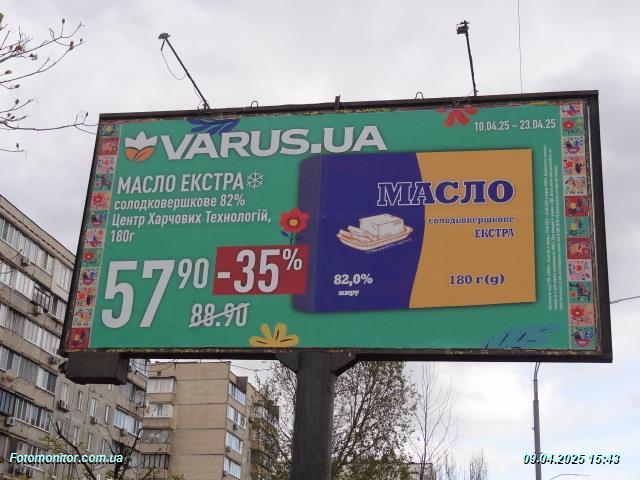 VARUS.UA
10.04.25 - 23.04.25
МАСЛО ЕКСТРА
солодковершкове 82%
Центр Харчових Технологій,
180г
57 90
-35%
88.90
МАСЛО
солодковершкове
ЕКСТРА
82,0%
жиру
180 г(g)
Fotomonitor.com.ua
09.04.2025 15:43